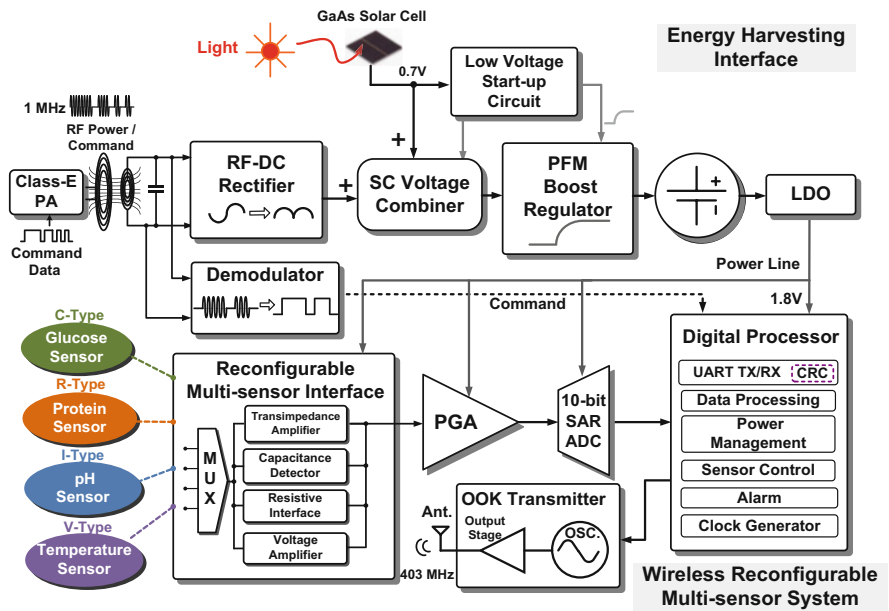 GaAs Solar Cell
Light
0.7V
Low Voltage
Start-up
Circuit
Energy Harvesting
Interface
1 MHz
RF Power /
Command
Class-E
PA
Command
Data
RF-DC
Rectifier
+
+
SC Voltage
Combiner
PFM
Boost
Regulator
+
LDO
Power Line
1.8V
Demodulator
Command
C-Type
Glucose
Sensor
R-Type
Protein
Sensor
I-Type
pH
Sensor
V-Type
Temperature
Sensor
Reconfigurable
Multi-sensor Interface
MUX
Transimpedance
Amplifier
Capacitance
Detector
Resistive
Interface
Voltage
Amplifier
PGA
10-bit
SAR
ADC
Digital Processor
UART TX/RX CRC
Data Processing
Power
Management
Sensor Control
Alarm
Clock Generator
OOK Transmitter
Ant.
Output
Stage
OSC.
403 MHz
Wireless Reconfigurable
Multi-sensor System